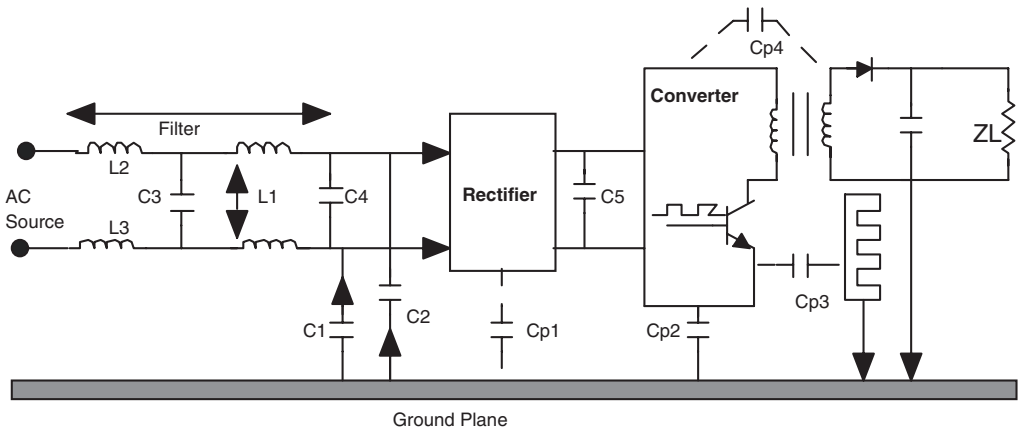 Cp4
Converter
Filter
L2
ZL
AC
Source
C3
L1
C4
Rectifier
C5
L3
C1
C2
Cp1
Cp2
Cp3
Ground Plane